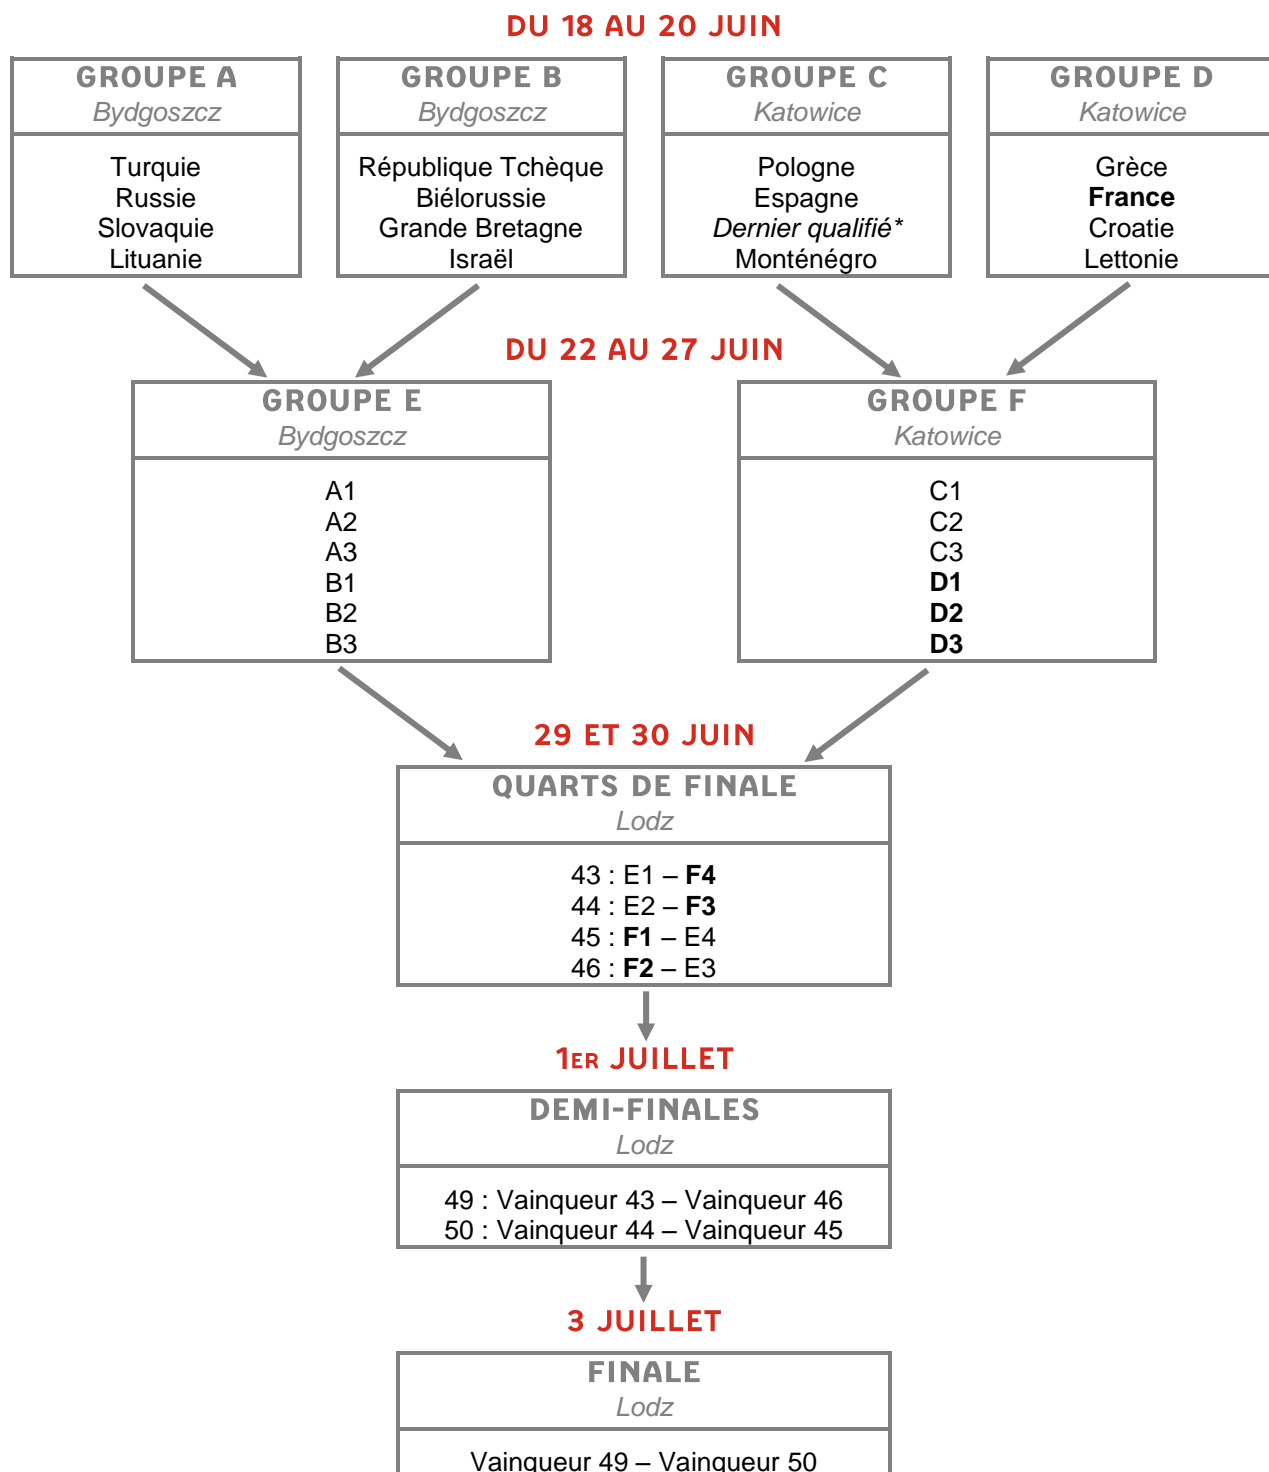 DU 18 AU 20 JUIN
GROUPE A
Bydgoszcz
Turquie
Russie
Slovaquie
Lituanie
GROUPE B
Bydgoszcz
République Tchèque
Biélorussie
Grande Bretagne
Israël
GROUPE C
Katowice
Pologne
Espagne
Dernier qualifié*
Monténégro
GROUPE D
Katowice
Grèce
France
Croatie
Lettonie
DU 22 AU 27 JUIN
GROUPE E
Bydgoszcz
A1
A2
A3
B1
B2
B3
GROUPE F
Katowice
C1
C2
C3
D1
D2
D3
29 ET 30 JUIN
QUARTS DE FINALE
Lodz
43 : E1 – F4
44 : E2 – F3
45 : F1 – E4
46 : F2 – E3
1ER JUILLET
DEMI-FINALES
Lodz
49 : Vainqueur 43 – Vainqueur 46
50 : Vainqueur 44 – Vainqueur 45
3 JUILLET
FINALE
Lodz
Vainqueur 49 – Vainqueur 50